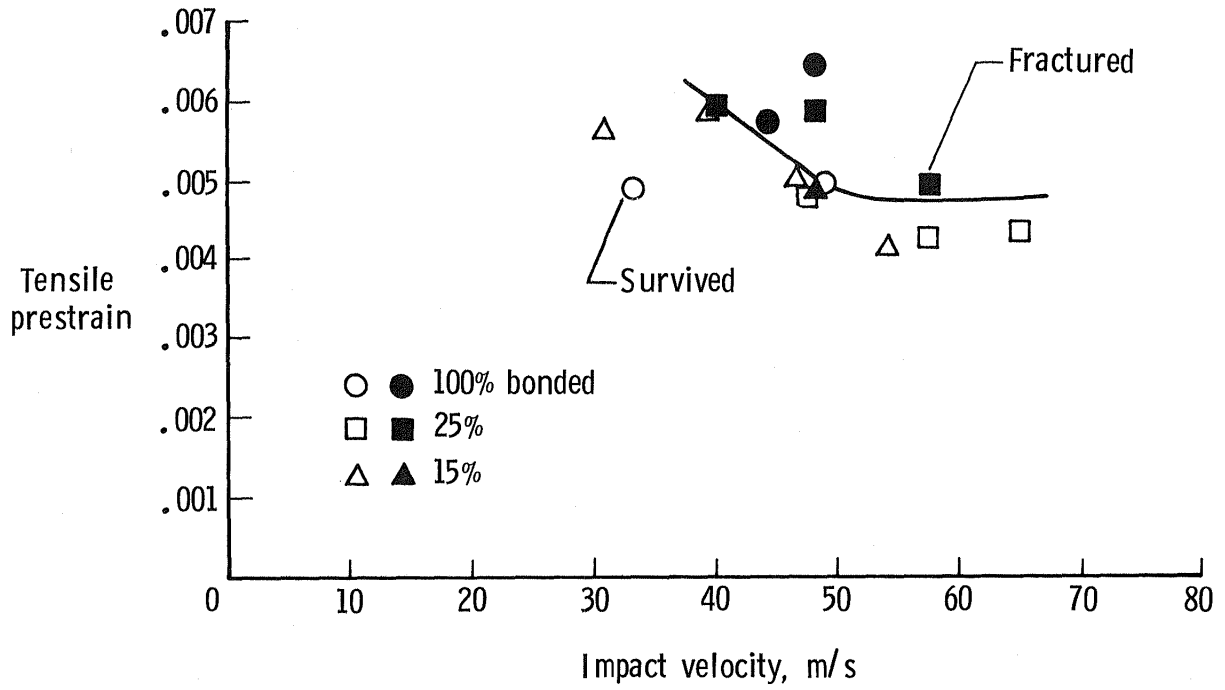 .007
.006
.005
.004
.003
.002
.001
Tensile
prestrain
Fractured
Survived
100% bonded
25%
15%
0 10 20 30 40 50 60 70 80
Impact velocity, m/s